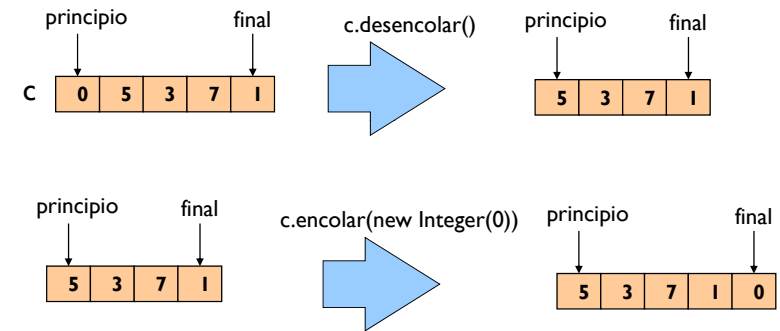 principio final c.desencolar() principio final
C 0 5 3 7 1 5 3 7 1
principio final c.encolar(new Integer(0)) principio final
5 3 7 1 5 3 7 1 0